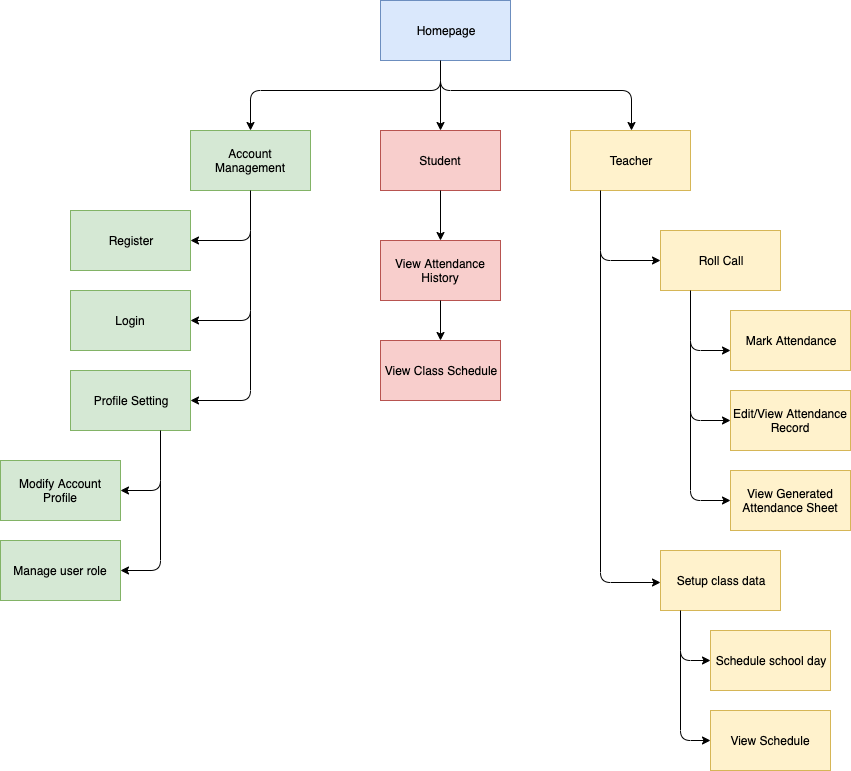 Homepage
Account
Management
Student
Teacher
Register
Login
Profile Setting
Modify Account
Profile
Manage user role
View Attendance
History
View Class Schedule
Roll Call
Mark Attendance
Edit/View Attendance
Record
View Generated
Attendance Sheet
Setup class data
Schedule school day
View Schedule